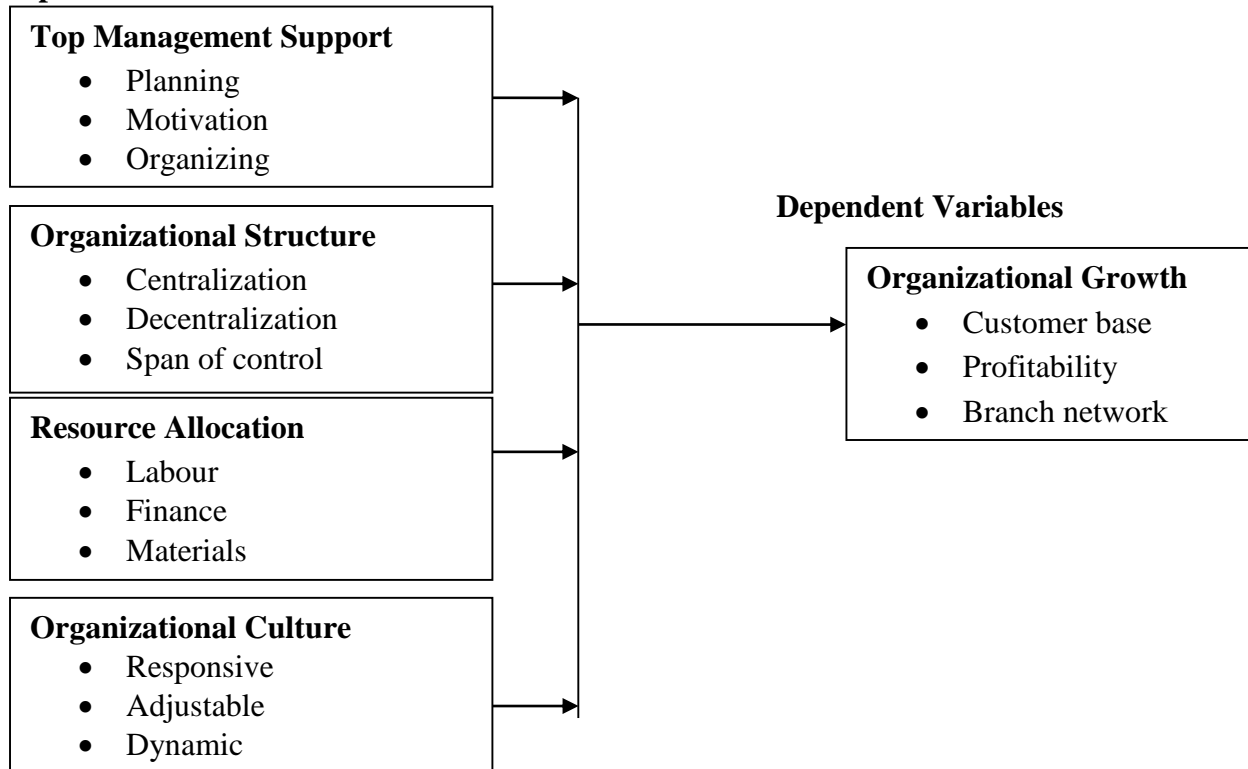 Top Management Support
• Planning
• Motivation
• Organizing
Organizational Structure
• Centralization
• Decentralization
• Span of control
Resource Allocation
• Labour
• Finance
• Materials
Organizational Culture
• Responsive
• Adjustable
• Dynamic
Dependent Variables
Organizational Growth
• Customer base
• Profitability
• Branch network